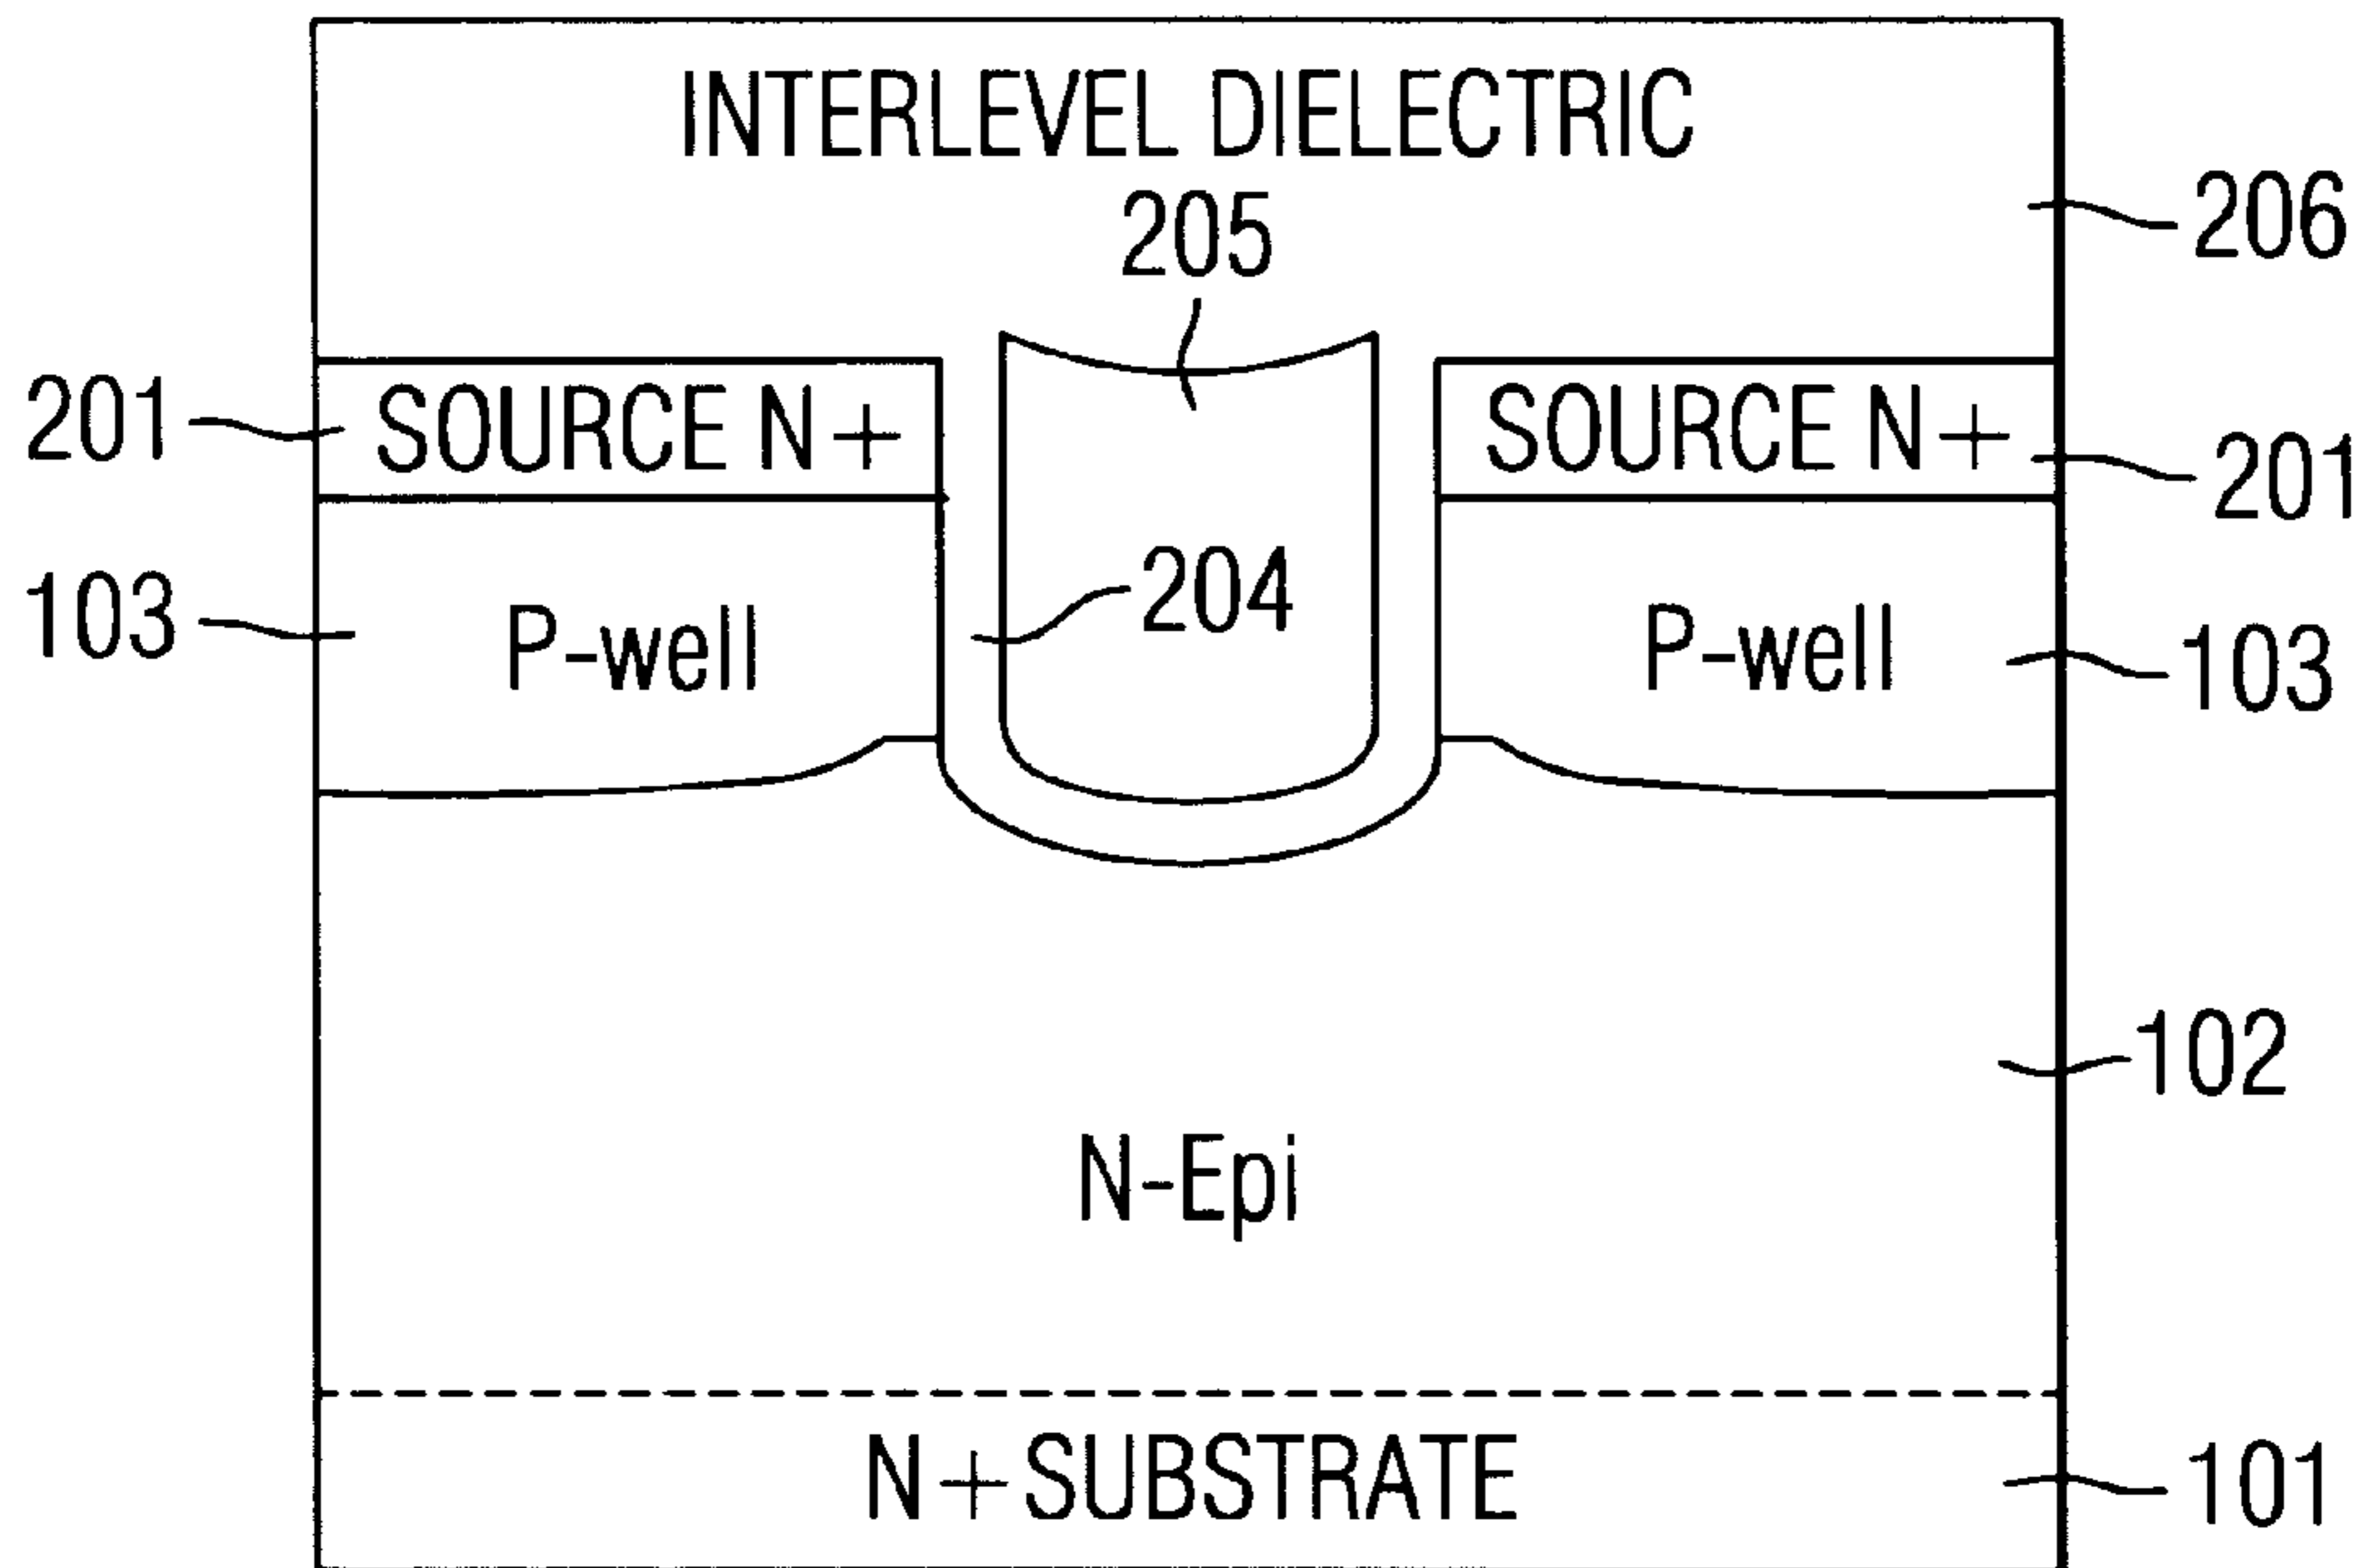 INTERLEVEL DIELECTRIC
205
206
201
SOURCE N+
SOURCE N+
201
103
P-well
204
P-well
103
102
N-Epi
N+SUBSTRATE
101